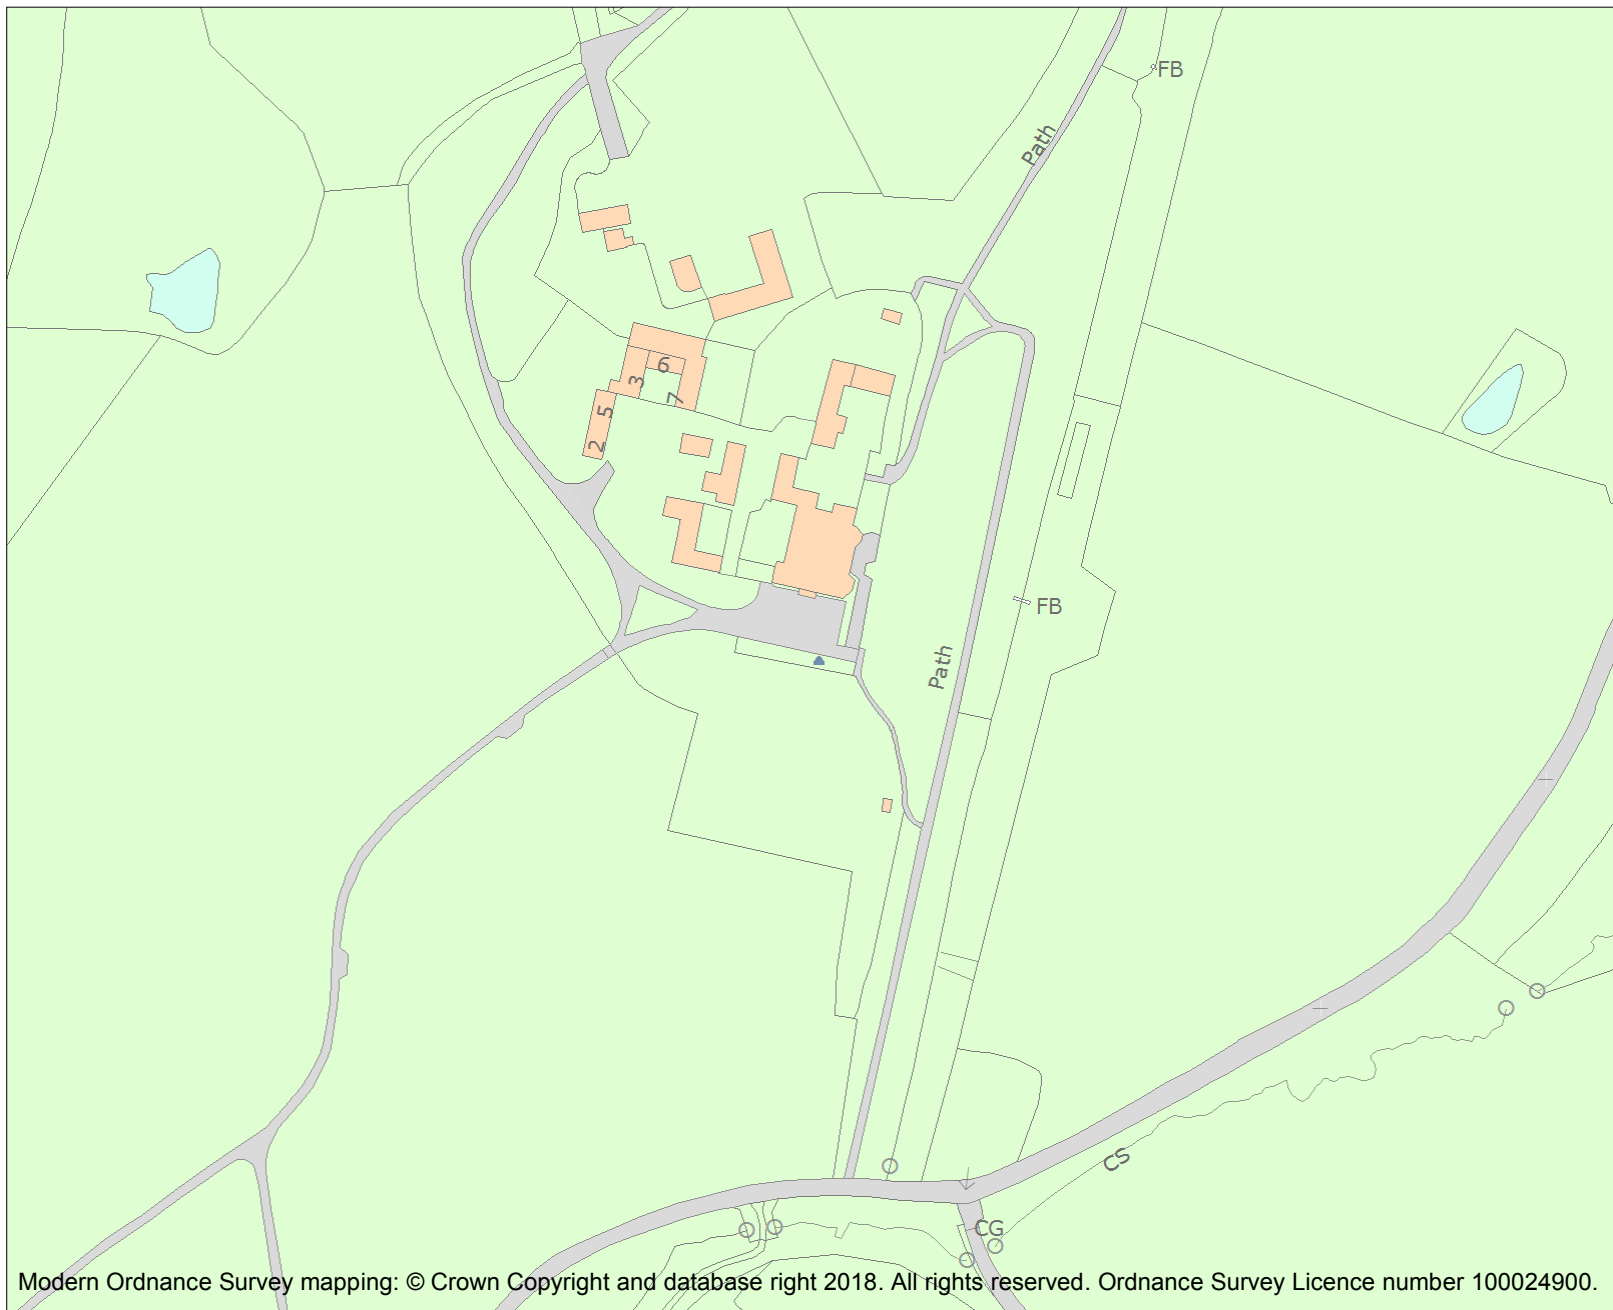 FB
Path
6
3
7
5
2
FB
Path
CS
CG
Modern Ordnance Survey mapping: © Crown Copyright and database right 2018. All rights reserved. Ordnance Survey Licence number 100024900.